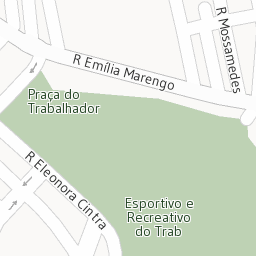 R Mossamedes
R Emília Marengo
Praça do
Trabalhador
R Eleonora Cintra
Esportivo e
Recreativo
do Trab